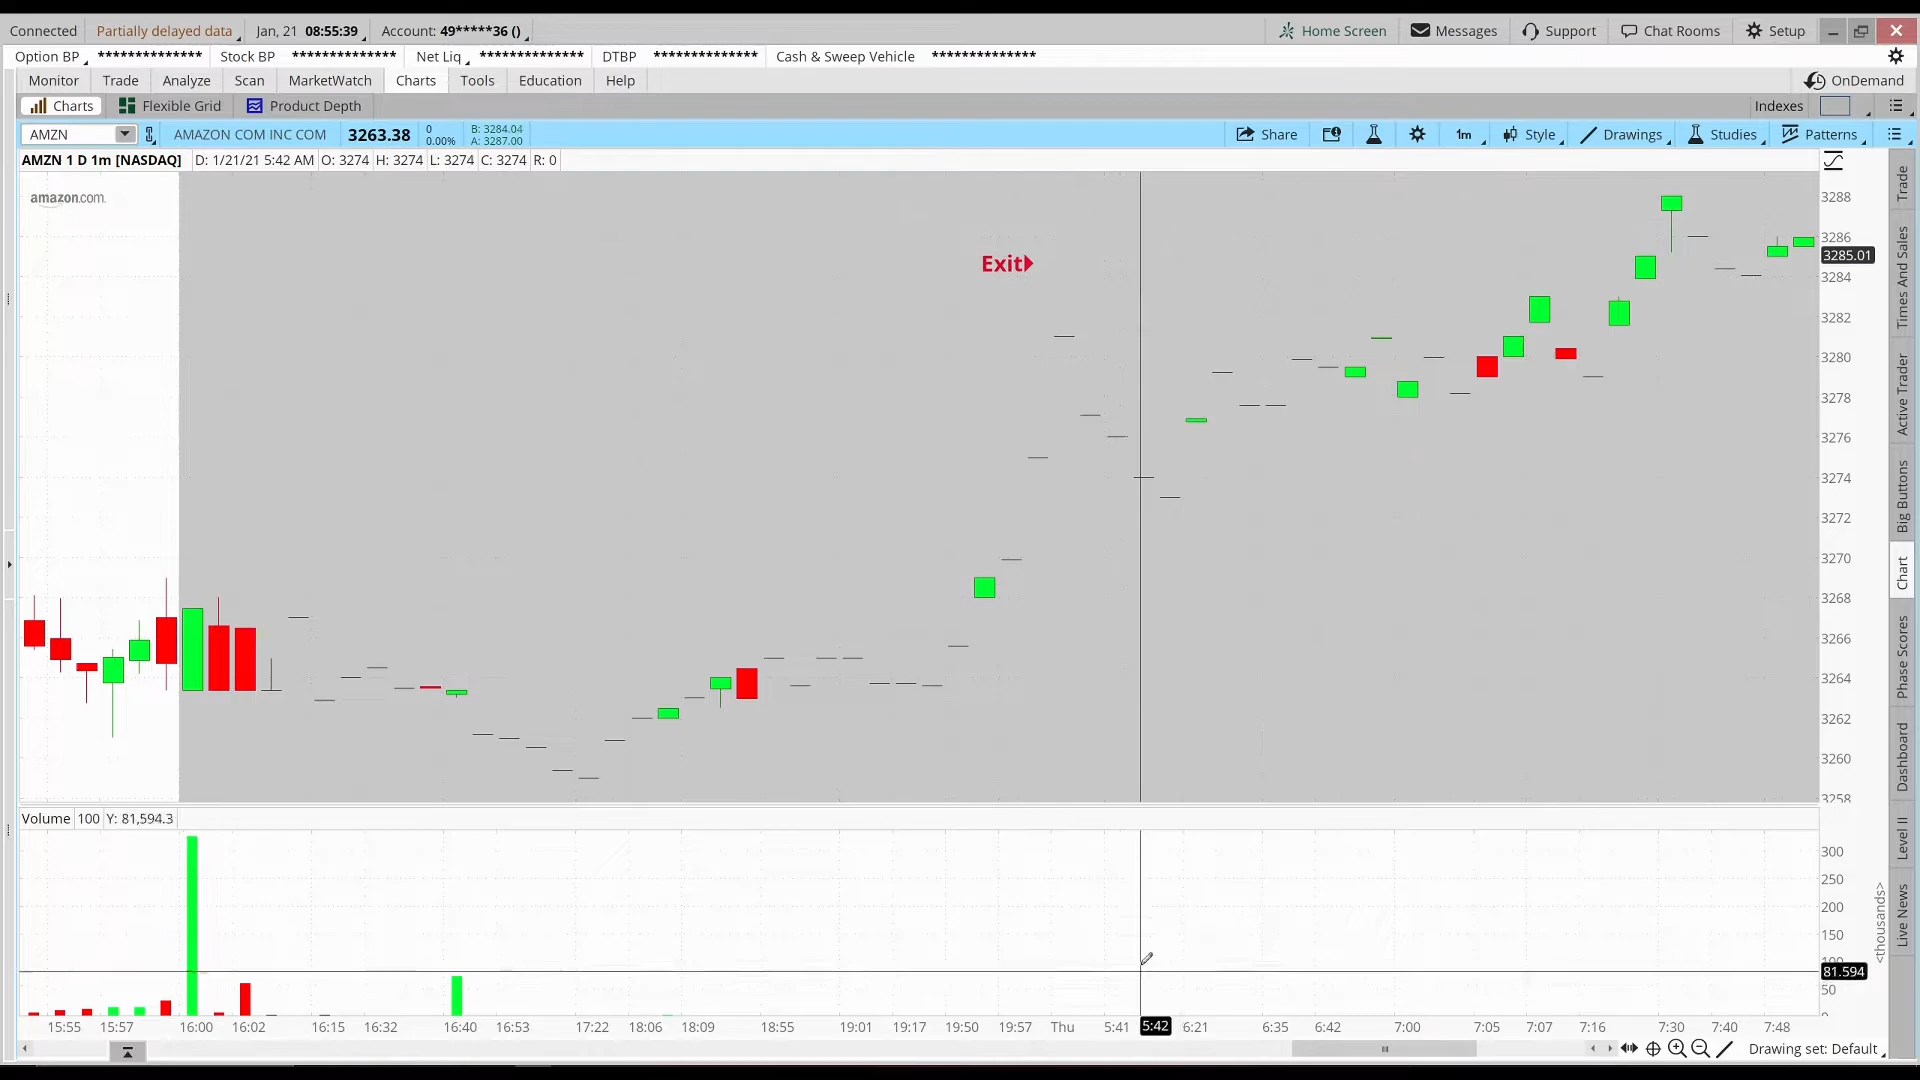 Connected Partially delayed data Jan, 21 08:55:39 Account: 49*****36 () Home Screen Messages Support Chat Rooms Setup
Option BP ************** Stock BP ************** Net Liq ************** DTBP ************** Cash & Sweep Vehicle **************
Monitor Trade Analyze Scan MarketWatch Charts Tools Education Help OnDemand
Charts Flexible Grid Product Depth Indexes
AMZN AMAZON COM INC COM 3263.38 0 0.00% B: 3284.04 A: 3287.00 Share 1m Style Drawings Studies Patterns
AMZN 1 D 1m [NASDAQ] D: 1/21/21 5:42 AM O: 3274 H: 3274 L: 3274 C: 3274 R: 0
amazon.com
Exit
3288
3286
3285.01
3284
3282
3280
3278
3276
3274
3272
3270
3268
3266
3264
3262
3260
3258
Volume 100 Y: 81,594.3
300
250
200
150
100
81.594
50
0
<thousands>
15:55 15:57 16:00 16:02 16:15 16:32 16:40 16:53 17:22 18:06 18:09 18:55 19:01 19:17 19:50 19:57 Thu 5:41 5:42 6:21 6:35 6:42 7:00 7:05 7:07 7:16 7:30 7:40 7:48
Drawing set: Default
Trade
Times And Sales
Active Trader
Big Buttons
Chart
Phase Scores
Dashboard
Level II
Live News